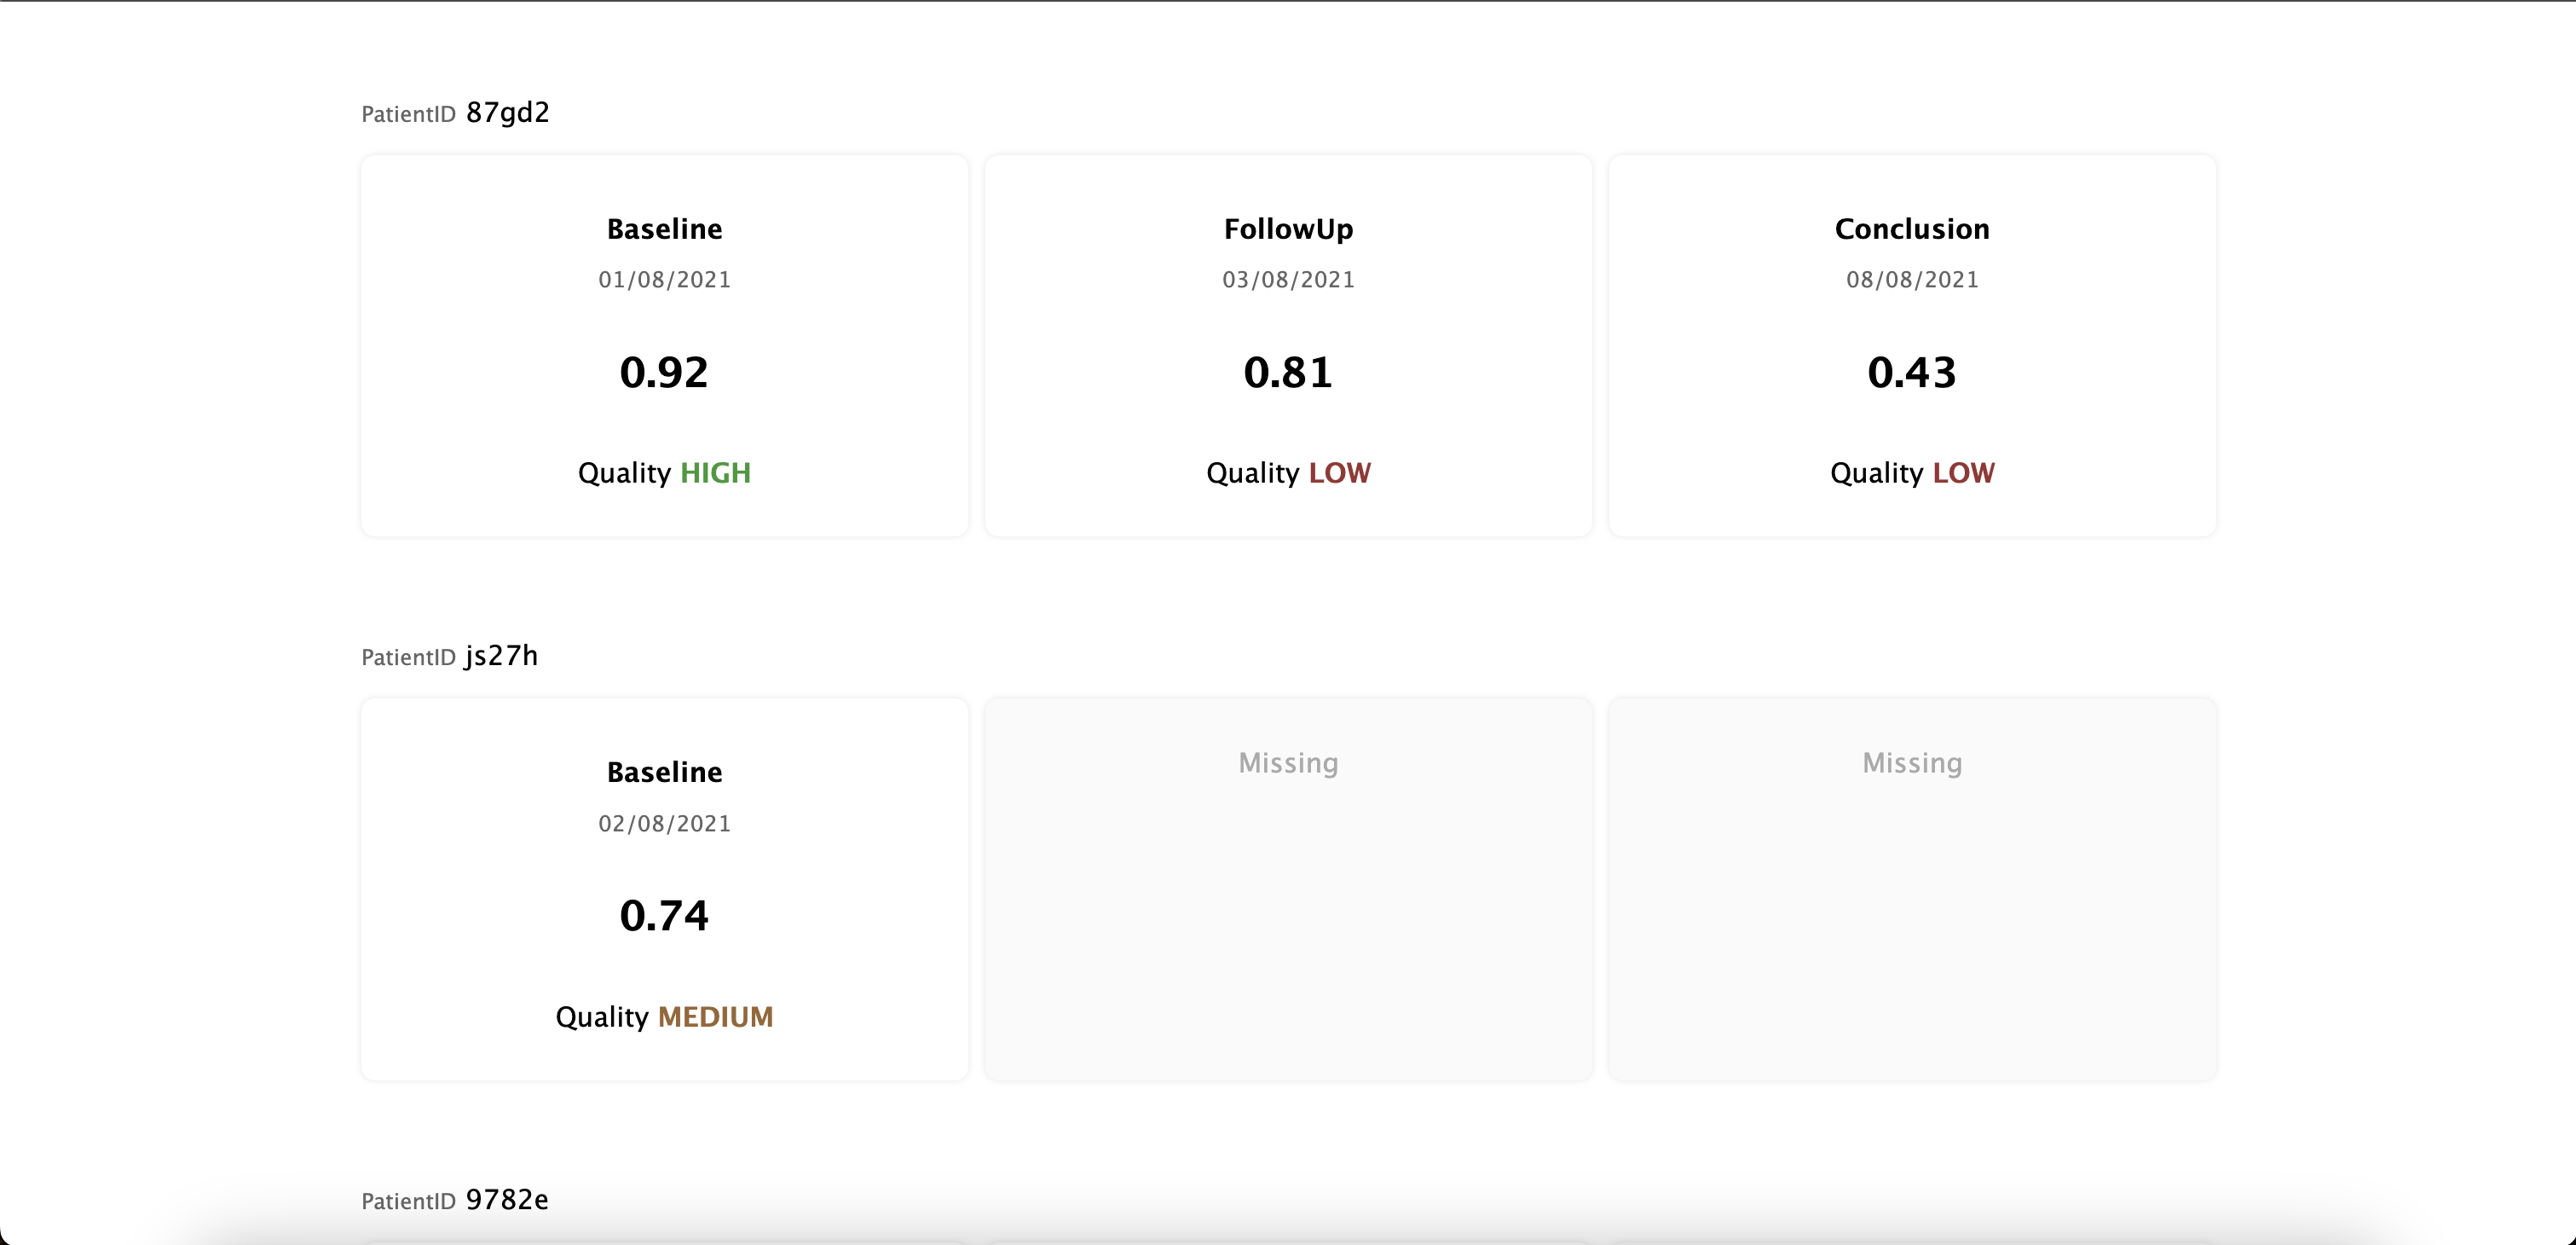 PatientID 87gd2
Baseline
01/08/2021
0.92
Quality HIGH
FollowUp
03/08/2021
0.81
Quality LOW
Conclusion
08/08/2021
0.43
Quality LOW
PatientID js27h
Baseline
02/08/2021
0.74
Quality MEDIUM
Missing
Missing
PatientID 9782e